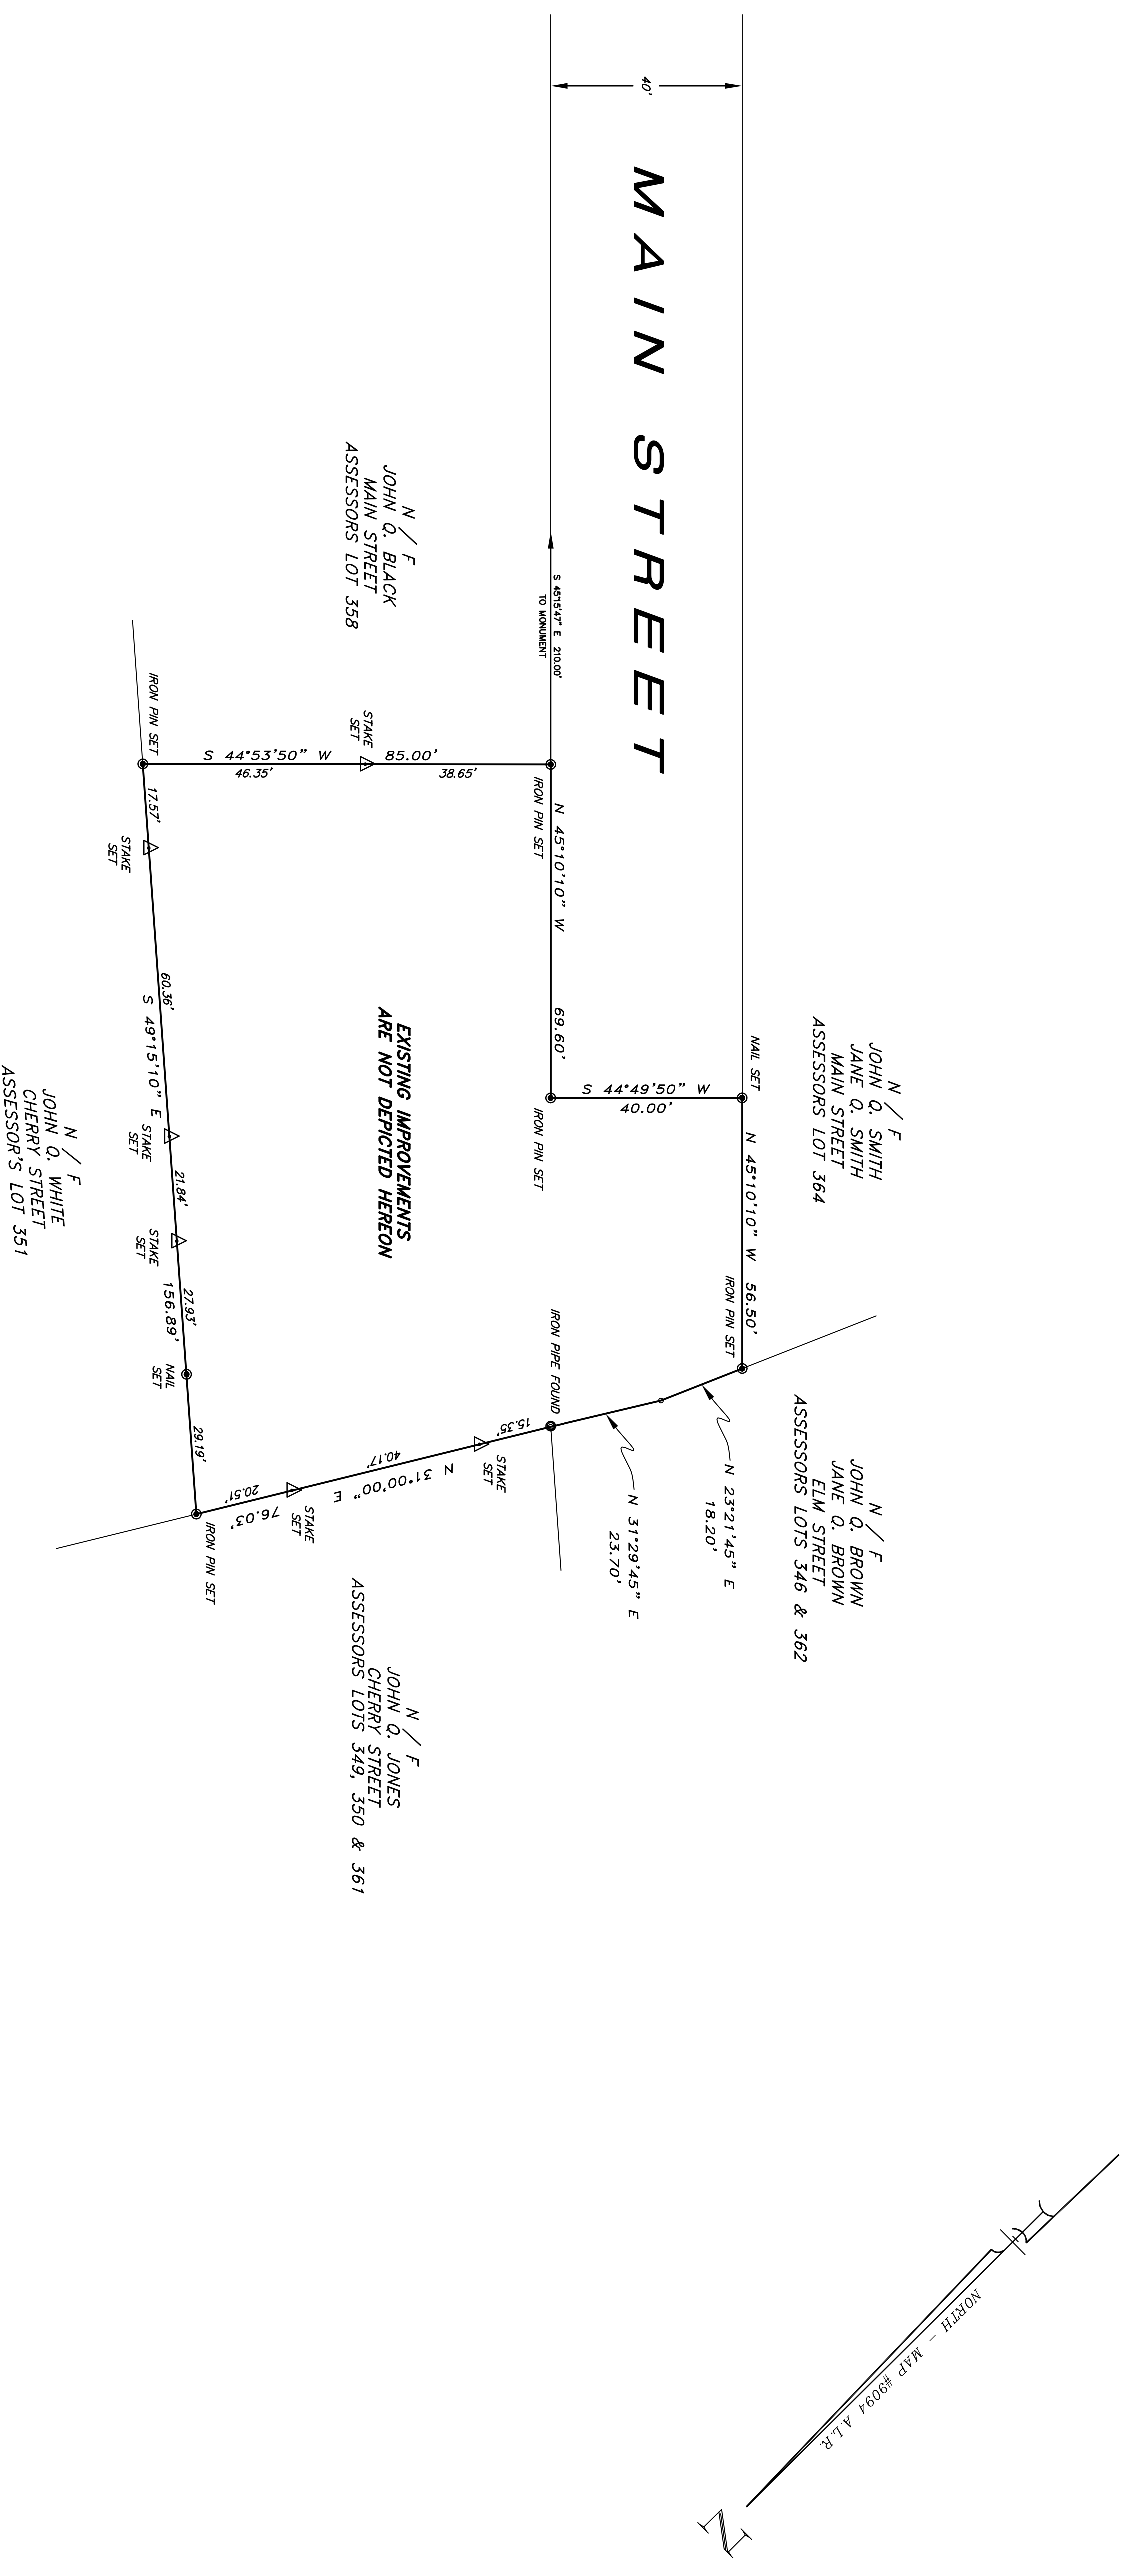 40'
MAIN STREET
N / F
JOHN Q. BLACK
MAIN STREET
ASSESSORS LOT 358
S 45°15'47" E 210.00'
TO MONUMENT
IRON PIN SET
S 44°53'50" W
85.00'
46.35'
38.65'
STAKE
SET
IRON PIN SET
N 45°10'10" W
69.60'
IRON PIN SET
S 44°49'50" W
40.00'
NAIL SET
N 45°10'10" W
56.50'
IRON PIN SET
N / F
JOHN Q. SMITH
JANE Q. SMITH
MAIN STREET
ASSESSORS LOT 364
EXISTING IMPROVEMENTS
ARE NOT DEPICTED HEREON
17.57'
STAKE
SET
60.36'
S 49°15'10" E
STAKE
SET
21.84'
STAKE
SET
27.93'
156.89'
NAIL
SET
29.19'
N / F
JOHN Q. WHITE
CHERRY STREET
ASSESSOR'S LOT 351
IRON PIPE FOUND
15.35'
STAKE
SET
40.17'
N 31°00'00" E
76.03'
20.51'
STAKE
SET
IRON PIN SET
N 23°21'45" E
18.20'
N 31°29'45" E
23.70'
N / F
JOHN Q. BROWN
JANE Q. BROWN
ELM STREET
ASSESSORS LOTS 346 & 362
N / F
JOHN Q. JONES
CHERRY STREET
ASSESSORS LOTS 349, 350 & 361
NORTH - MAP #9094 A.L.R.
N